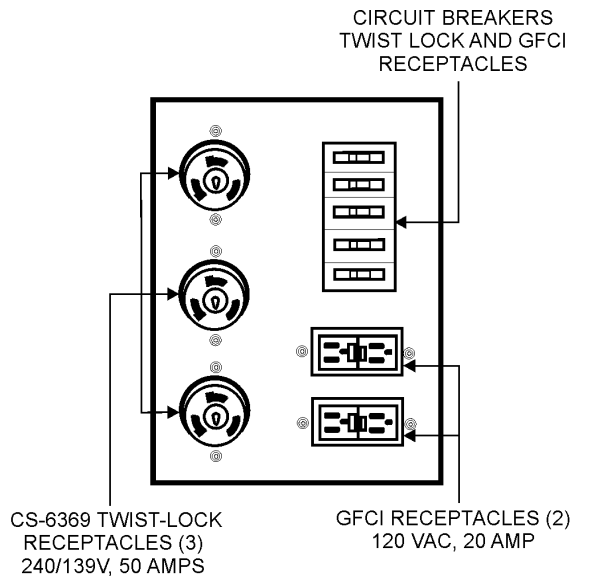 CIRCUIT BREAKERS
TWIST LOCK AND GFCI
RECEPTACLES
CS-6369 TWIST-LOCK
RECEPTACLES (3)
240/139V, 50 AMPS
GFCI RECEPTACLES (2)
120 VAC, 20 AMP